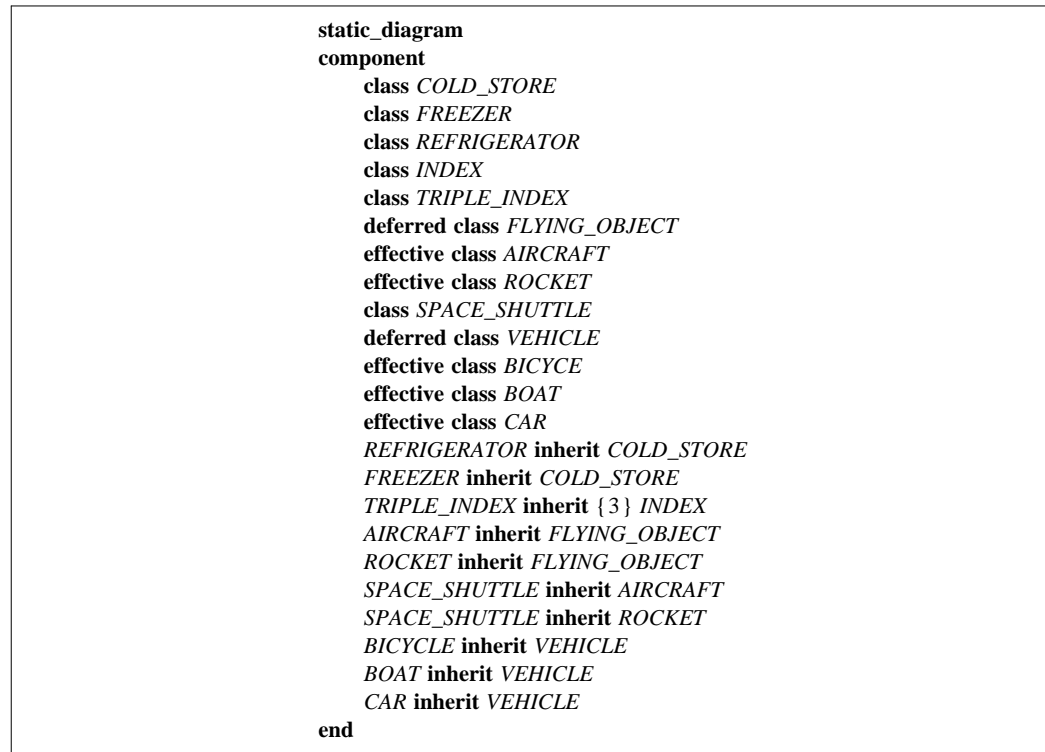 static_diagram
component
class COLD_STORE
class FREEZER
class REFRIGERATOR
class INDEX
class TRIPLE_INDEX
deferred class FLYING_OBJECT
effective class AIRCRAFT
effective class ROCKET
class SPACE_SHUTTLE
deferred class VEHICLE
effective class BICYCE
effective class BOAT
effective class CAR
REFRIGERATOR inherit COLD_STORE
FREEZER inherit COLD_STORE
TRIPLE_INDEX inherit {3} INDEX
AIRCRAFT inherit FLYING_OBJECT
ROCKET inherit FLYING_OBJECT
SPACE_SHUTTLE inherit AIRCRAFT
SPACE_SHUTTLE inherit ROCKET
BICYCLE inherit VEHICLE
BOAT inherit VEHICLE
CAR inherit VEHICLE
end